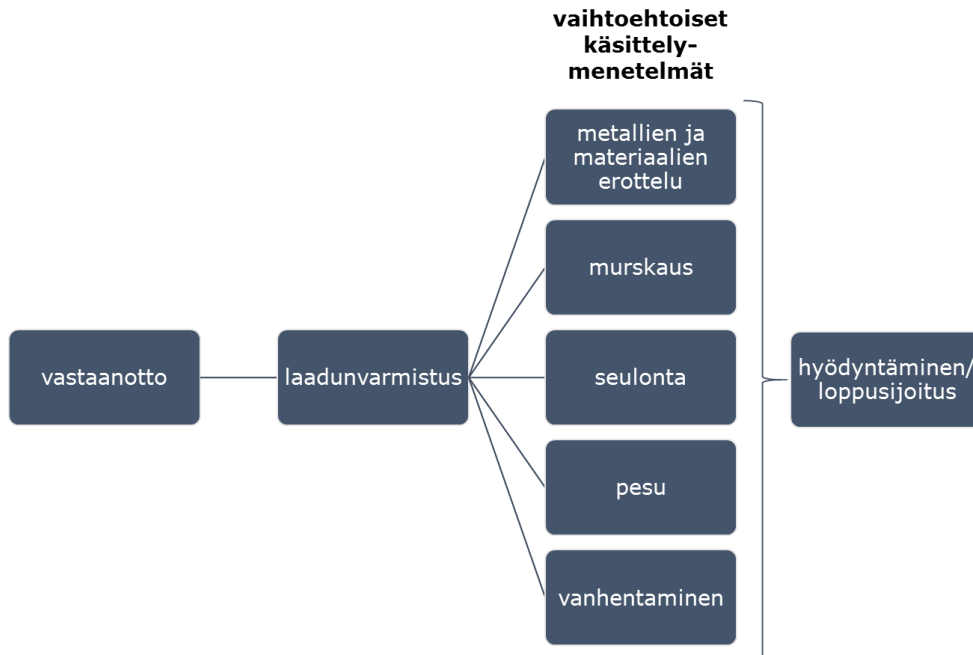 vaihtoehtoiset
käsittely-
menetelmät
metallien ja
materiaalien
erottelu
murskaus
vastaanotto
laadunvarmistus
seulonta
hyödyntäminen/
loppusijoitus
pesu
vanhentaminen